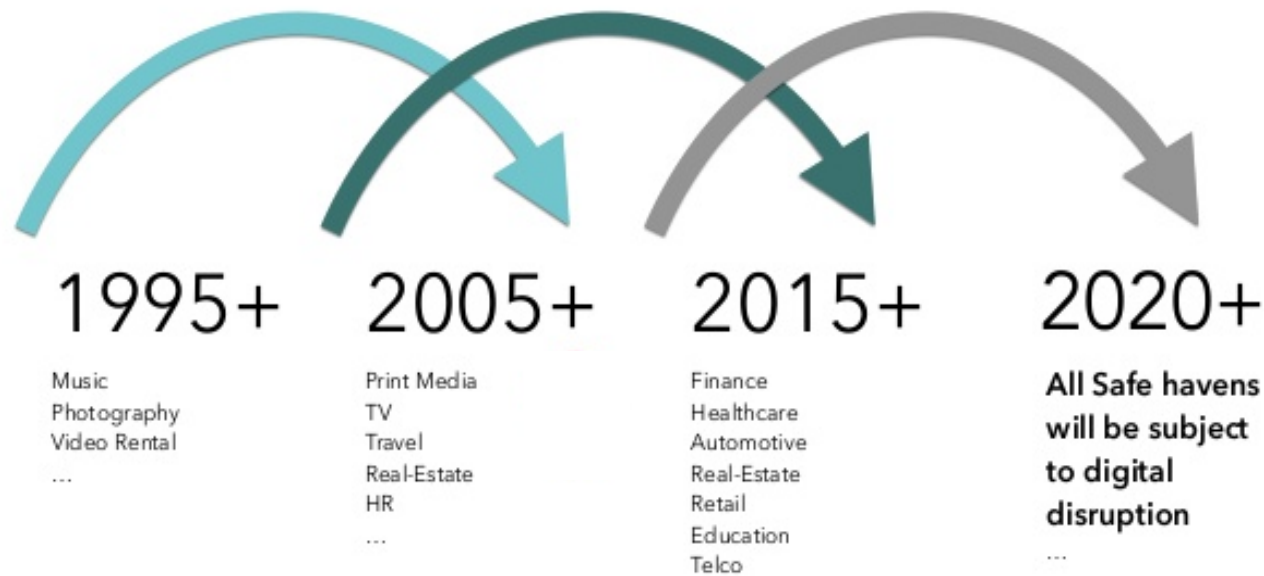 1995+
Music
Photography
Video Rental
...
2005+
Print Media
TV
Travel
Real-Estate
HR
...
2015+
Finance
Healthcare
Automotive
Real-Estate
Retail
Education
Telco
2020+
All Safe havens
will be subject
to digital
disruption
...